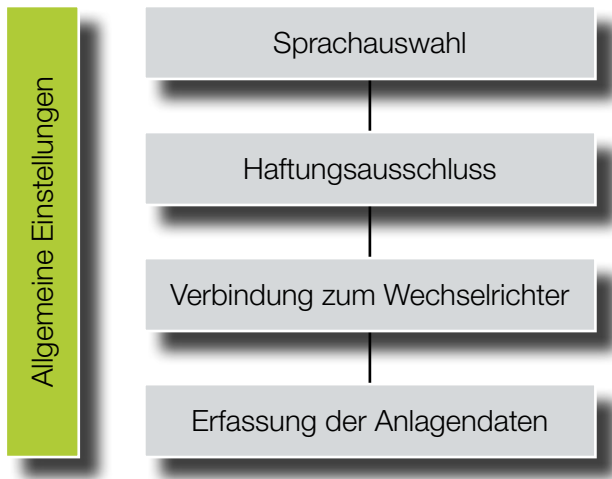 Allgemeine Einstellungen
Sprachauswahl
Haftungsausschluss
Verbindung zum Wechselrichter
Erfassung der Anlagendaten